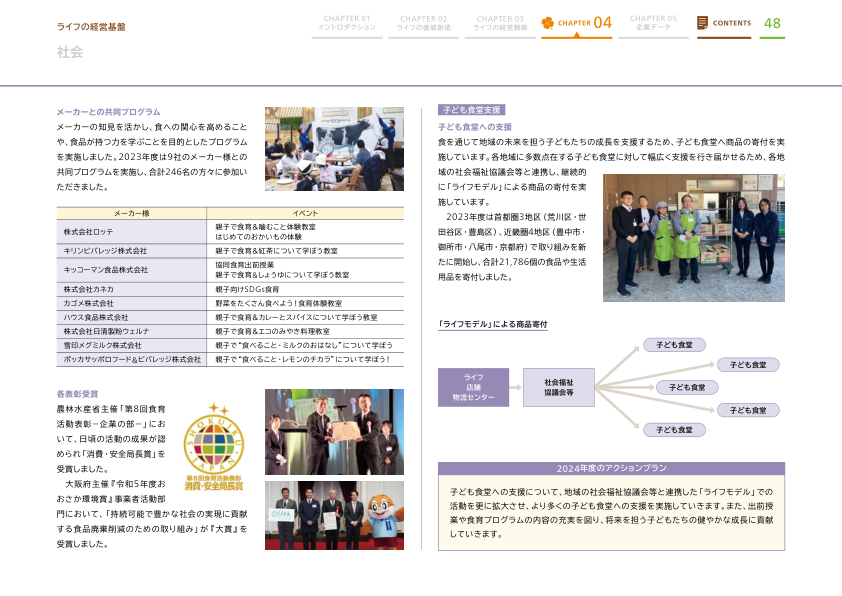 ライフの経営基盤
社会
CHAPTER 01
イントロダクション
CHAPTER 02
ライフの価値創造
CHAPTER 03
ライフの経営戦略
CHAPTER 04
CHAPTER 05
企業データ
CONTENTS
48
メーカーとの共同プログラム
メーカーの知見を活かし、食への関心を高めること
や、食品が持つ力を学ぶことを目的としたプログラム
を実施しました。2023年度は9社のメーカー様との
共同プログラムを実施し、合計246名の方々に参加い
ただきました。
メーカー様 イベント
株式会社ロッテ 親子で食育&噛むこと体験教室
はじめてのおかいもの体験
キリンビバレッジ株式会社 親子で食育&紅茶について学ぼう教室
キッコーマン食品株式会社 協同食育出前授業
親子で食育&しょうゆについて学ぼう教室
株式会社カネカ 親子向けSDGs食育
カゴメ株式会社 野菜をたくさん食べよう!食育体験教室
ハウス食品株式会社 親子で食育&カレーとスパイスについて学ぼう教室
株式会社日清製粉ウェルナ 親子で食育&エコのみやき料理教室
雪印メグミルク株式会社 親子で“食べること・ミルクのおはなし”について学ぼう
ポッカサッポロフード&ビバレッジ株式会社 親子で“食べること・レモンのチカラ”について学ぼう!
各表彰受賞
農林水産省主催「第8回食育
活動表彰－企業の部－」にお
いて、日頃の活動の成果が認
められ「消費・安全局長賞」を
受賞しました。
大阪府主催『令和5年度お
おさか環境賞』事業者活動部
門において、「持続可能で豊かな社会の実現に貢献
する食品廃棄削減のための取り組み」が『大賞』を
受賞しました。
SHOKUIKU
JAPAN
第8回食育活動表彰
消費・安全局長賞
子ども食堂支援
子ども食堂への支援
食を通じて地域の未来を担う子どもたちの成長を支援するため、子ども食堂へ商品の寄付を実
施しています。各地域に多数点在する子ども食堂に対して幅広く支援を行き届かせるため、各地
域の社会福祉協議会等と連携し、継続的
に「ライフモデル」による商品の寄付を実
施しています。
2023年度は首都圏3地区（荒川区・世
田谷区・豊島区）、近畿圏4地区（豊中市・
御所市・八尾市・京都府）で取り組みを新
たに開始し、合計21,786個の食品や生活
用品を寄付しました。
「ライフモデル」による商品寄付
ライフ
店舗
物流センター
社会福祉
協議会等
子ども食堂
子ども食堂
子ども食堂
子ども食堂
子ども食堂
2024年度のアクションプラン
子ども食堂への支援について、地域の社会福祉協議会等と連携した「ライフモデル」での
活動を更に拡大させ、より多くの子ども食堂への支援を実施していきます。また、出前授
業や食育プログラムの内容の充実を図り、将来を担う子どもたちの健やかな成長に貢献
していきます。